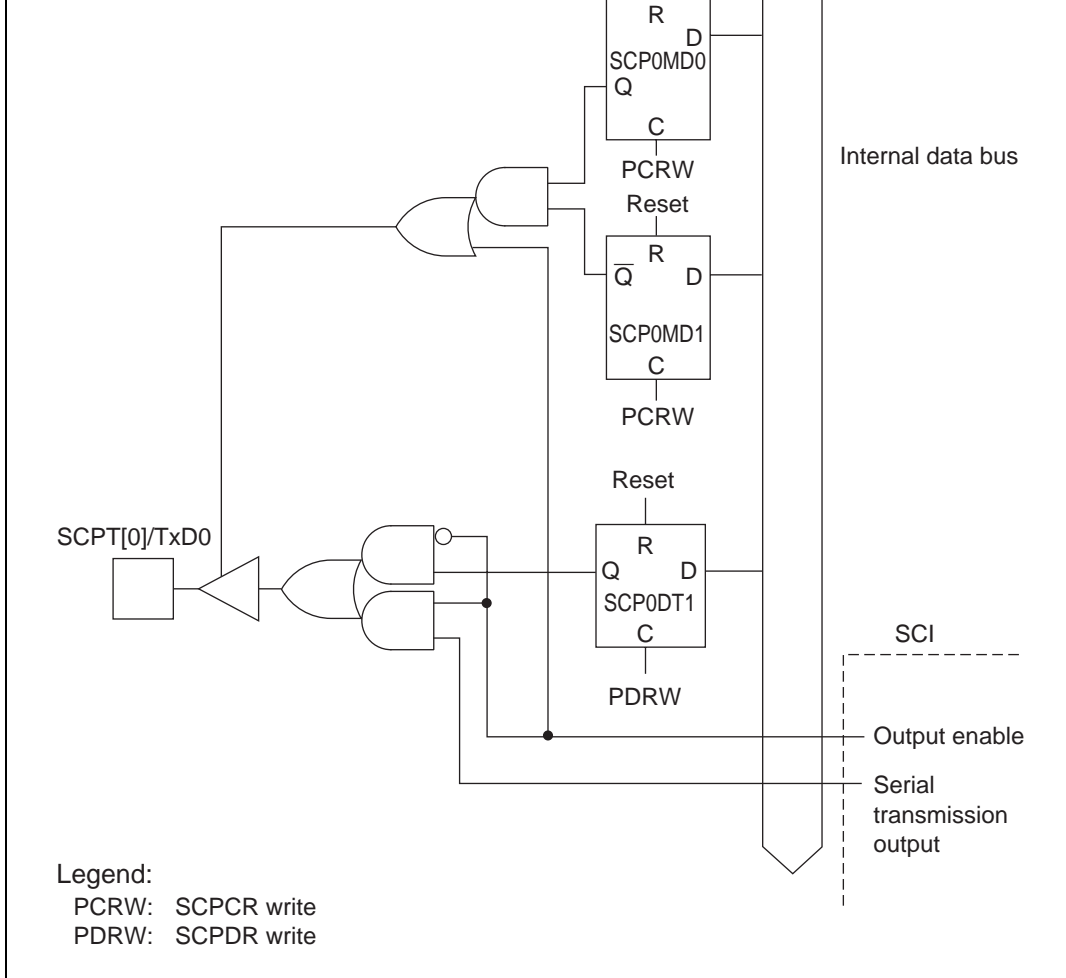 R
D
SCP0MD0
Q
C
PCRW
Internal data bus
Reset
R
Q̅ D
SCP0MD1
C
PCRW
Reset
SCPT[0]/TxD0
R
Q D
SCP0DT1
C
SCI
PDRW
Output enable
Serial
transmission
output
Legend:
PCRW: SCPCR write
PDRW: SCPDR write